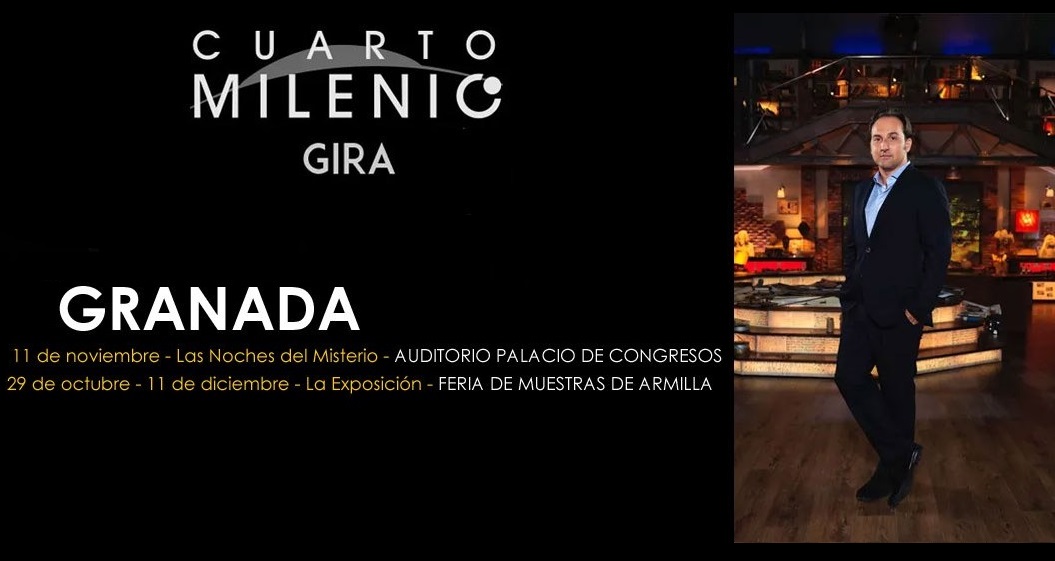 CUARTO
MILENIO
GIRA
GRANADA
11 de noviembre - Las Noches del Misterio - AUDITORIO PALACIO DE CONGRESOS
29 de octubre - 11 de diciembre - La Exposición - FERIA DE MUESTRAS DE ARMILLA